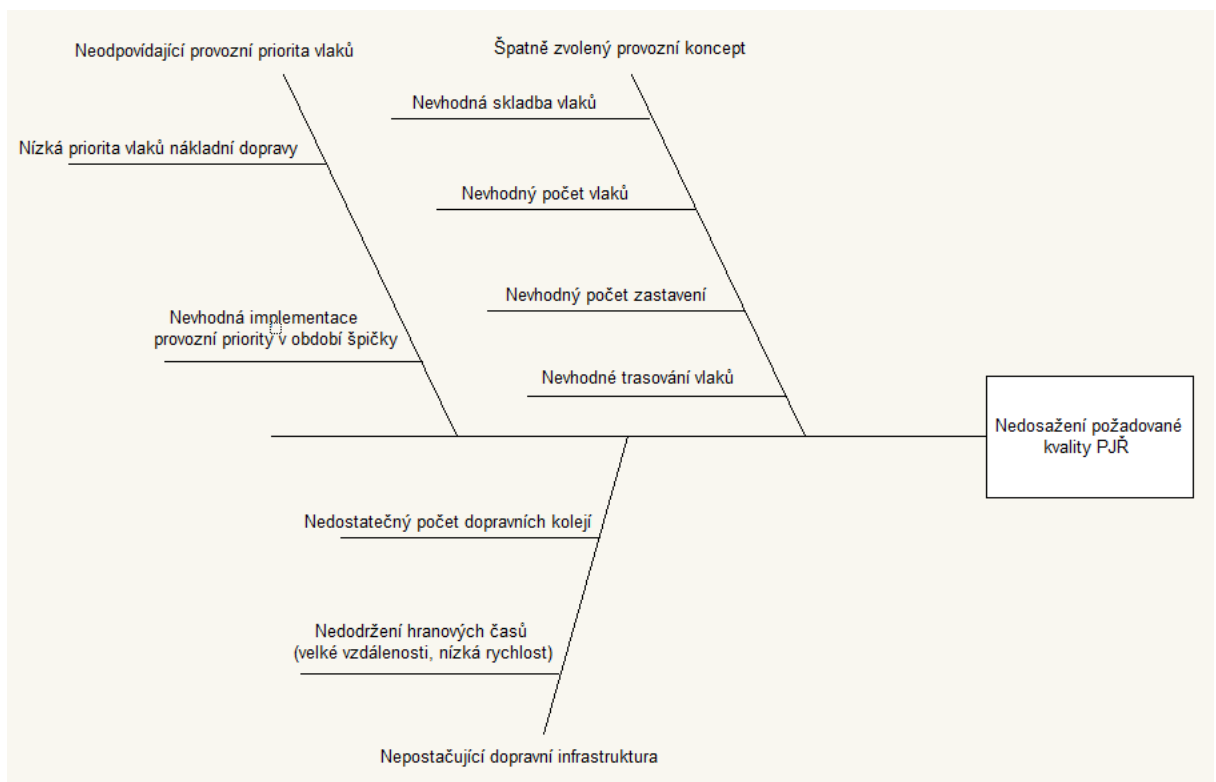 Neodpovídající provozní priorita vlaků
Špatně zvolený provozní koncept
Nevhodná skladba vlaků
Nízká priorita vlaků nákladní dopravy
Nevhodný počet vlaků
Nevhodný počet zastavení
Nevhodná implementace
provozní priority v období špičky
Nevhodné trasování vlaků
Nedosažení požadované
kvality PJŘ
Nedostatečný počet dopravních kolejí
Nedodržení hranových časů
(velké vzdálenosti, nízká rychlost)
Nepostačující dopravní infrastruktura